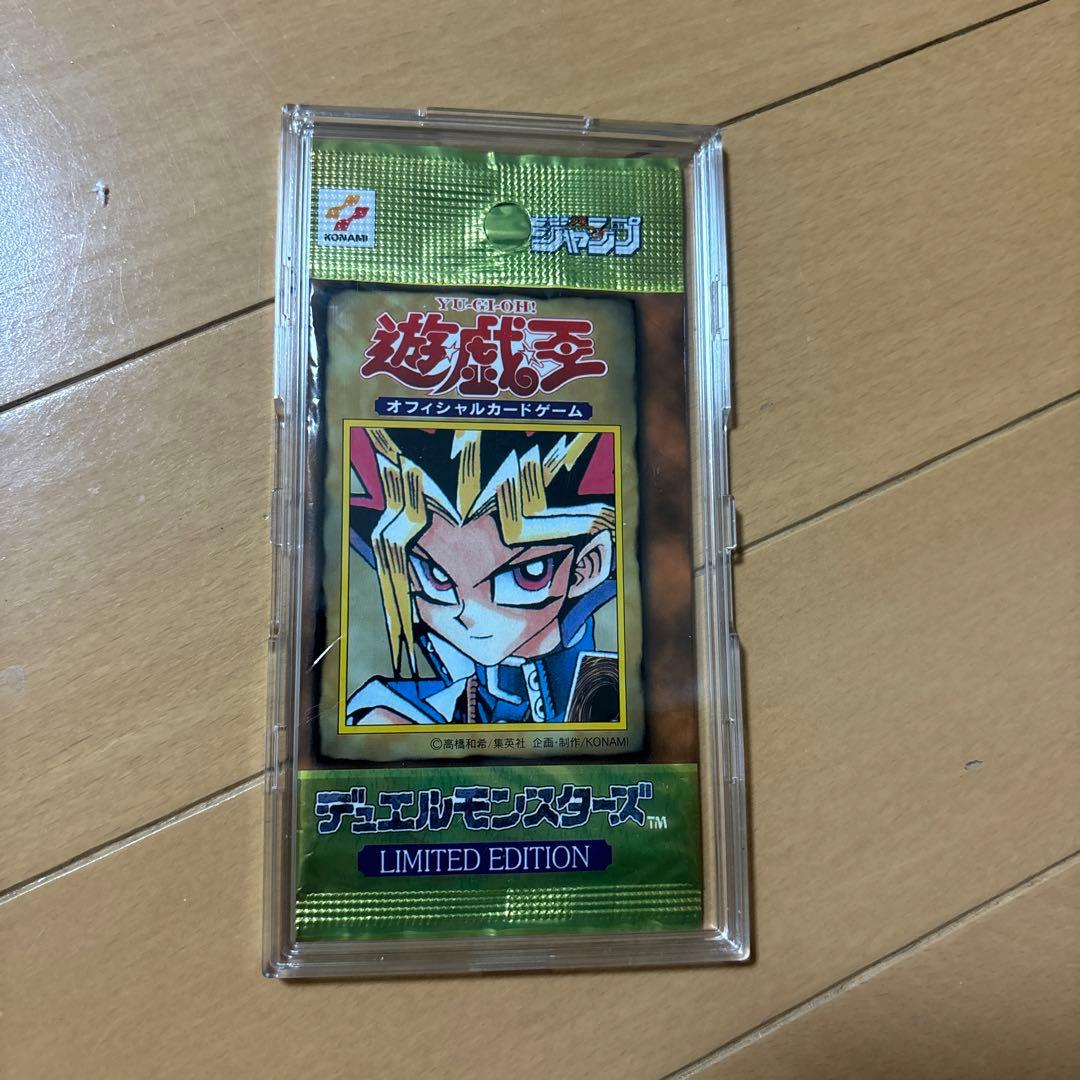 KONAMI
ジャンプ
YU-GI-OH!
遊戯王
オフィシャルカードゲーム
©高橋和希/集英社 企画・制作/KONAMI
デュエルモンスターズ™
LIMITED EDITION